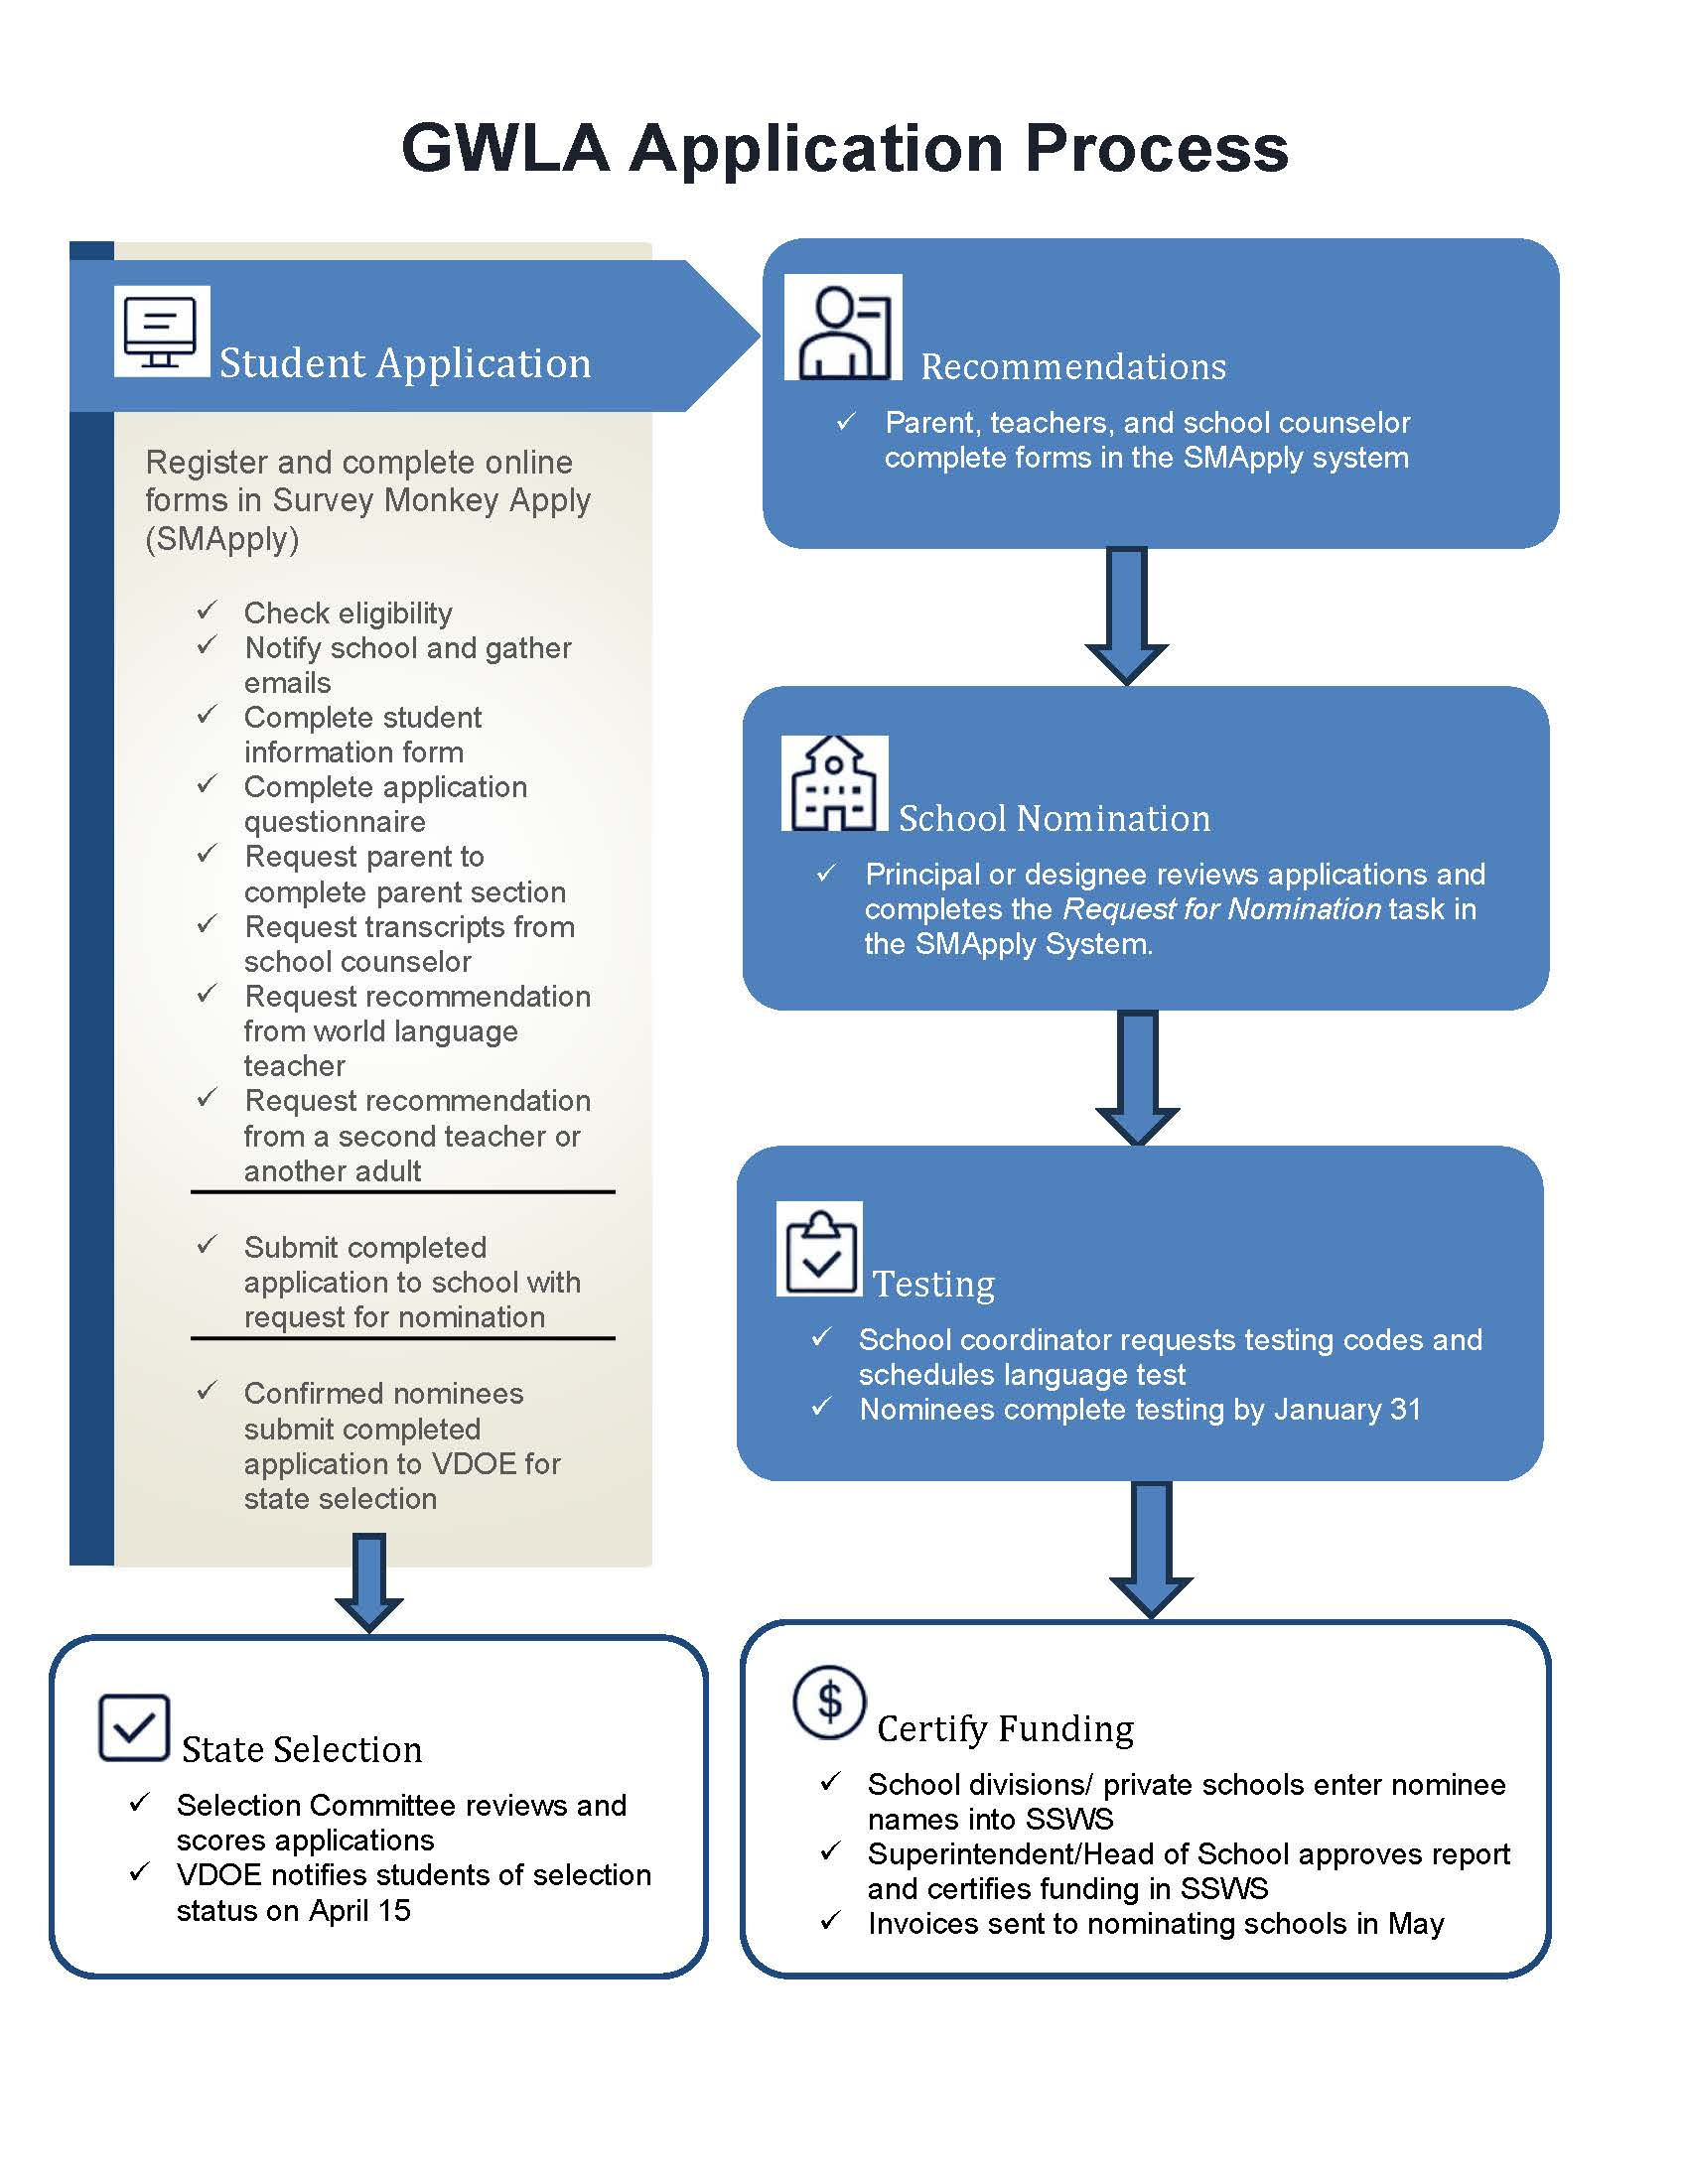 GWLA Application Process
Student Application
Register and complete online
forms in Survey Monkey Apply
(SMApply)
✓ Check eligibility
✓ Notify school and gather
emails
✓ Complete student
information form
✓ Complete application
questionnaire
✓ Request parent to
complete parent section
✓ Request transcripts from
school counselor
✓ Request recommendation
from world language
teacher
✓ Request recommendation
from a second teacher or
another adult
✓ Submit completed
application to school with
request for nomination
✓ Confirmed nominees
submit completed
application to VDOE for
state selection
State Selection
✓ Selection Committee reviews and
scores applications
✓ VDOE notifies students of selection
status on April 15
Recommendations
✓ Parent, teachers, and school counselor
complete forms in the SMApply system
School Nomination
✓ Principal or designee reviews applications and
completes the Request for Nomination task in
the SMApply System.
Testing
✓ School coordinator requests testing codes and
schedules language test
✓ Nominees complete testing by January 31
$
Certify Funding
✓ School divisions/ private schools enter nominee
names into SSWS
✓ Superintendent/Head of School approves report
and certifies funding in SSWS
✓ Invoices sent to nominating schools in May